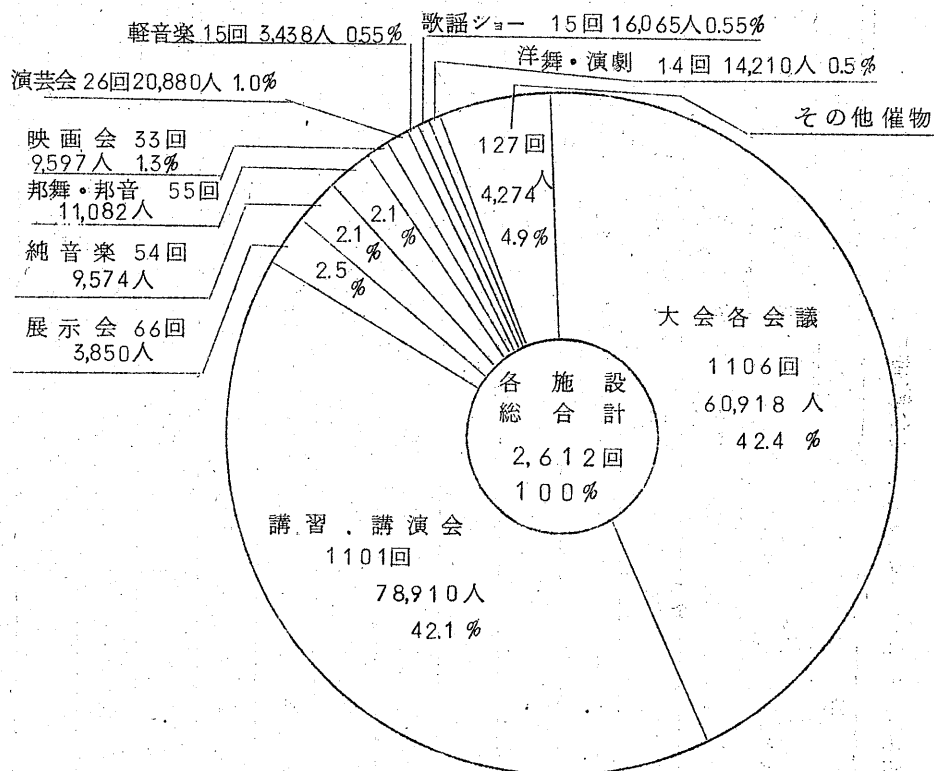 軽音楽 15回 3,438人 0.55%
歌謡ショー 15回 16,065人 0.55%
洋舞・演劇 14回 14,210人 0.5%
演芸会 26回 20,880人 1.0%
その他催物
127回
人
4,274
4.9%
映画会 33回
9,597人 1.3%
邦舞・邦音 55回
11,082人
純音楽 54回
9,574人
展示会 66回
3,850人
2.1
%
2.1
%
2.5
%
大会各会議
1106回
60,918人
42.4 %
各施設
総合計
2,612回
100%
講習.講演会
1101回
78,910人
42.1 %